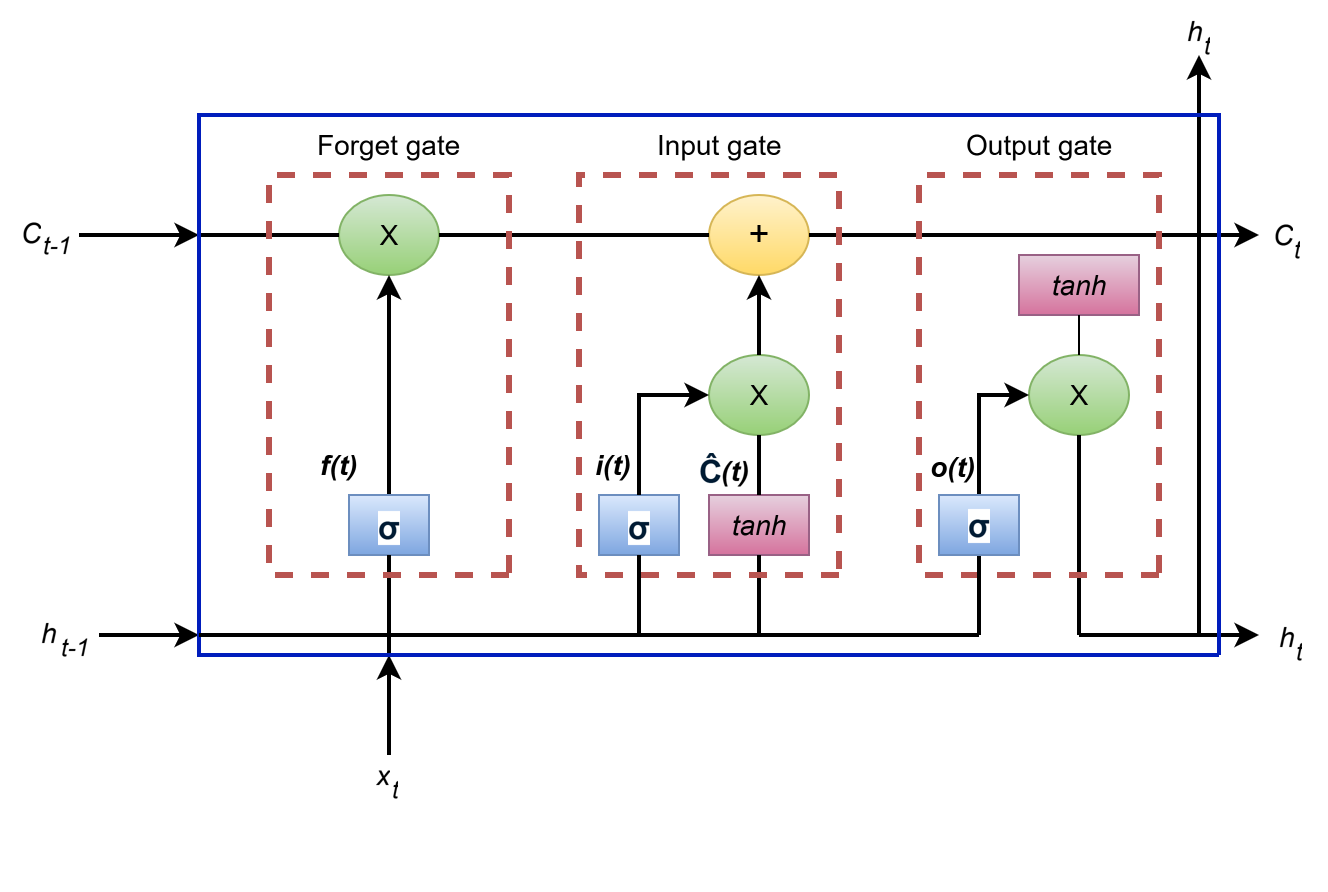 h_t
Forget gate
Input gate
Output gate
C_t-1
X
+
C_t
tanh
X
X
f(t)
i(t)
Ĉ(t)
o(t)
σ
σ
tanh
σ
h_t-1
h_t
x_t